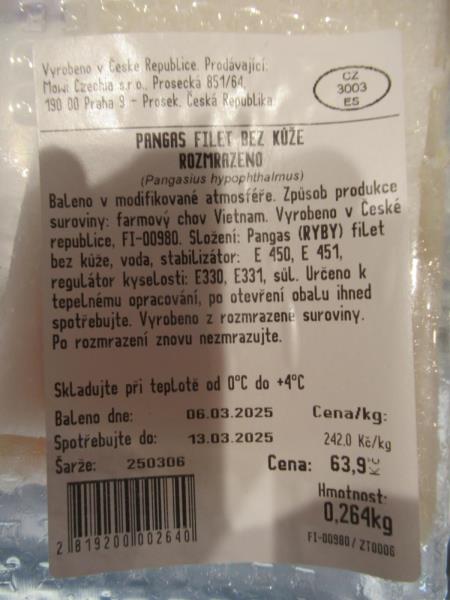 Vyrobeno v České Republice. Prodávající:
Mowi Czechia s.r.o., Prosecká 851/64,
190 00 Praha 9 - Prosek, Česká Republika
CZ
3003
ES
PANGAS FILET BEZ KŮŽE
ROZMRAZENO
(Pangasius hypophthalmus)
Baleno v modifikované atmosféře. Způsob produkce
suroviny: farmový chov Vietnam. Vyrobeno v České
republice, FI-00980. Složení: Pangas (RYBY) filet
bez kůže, voda, stabilizátor: E 450, E 451,
regulátor kyselosti: E330, E331, sůl. Určeno k
tepelnému opracování, po otevření obalu ihned
spotřebujte. Vyrobeno z rozmrazené suroviny.
Po rozmrazení znovu nezmrazujte.
Skladujte při teplotě od 0°C do +4°C
Baleno dne: 06.03.2025 Cena/kg:
Spotřebujte do: 13.03.2025 242.0 Kč/kg
Šarže: 250306 Cena: 63,9 Kč
Hmotnost:
0,264kg
2 819200 002640
FI-00980/ZT0006